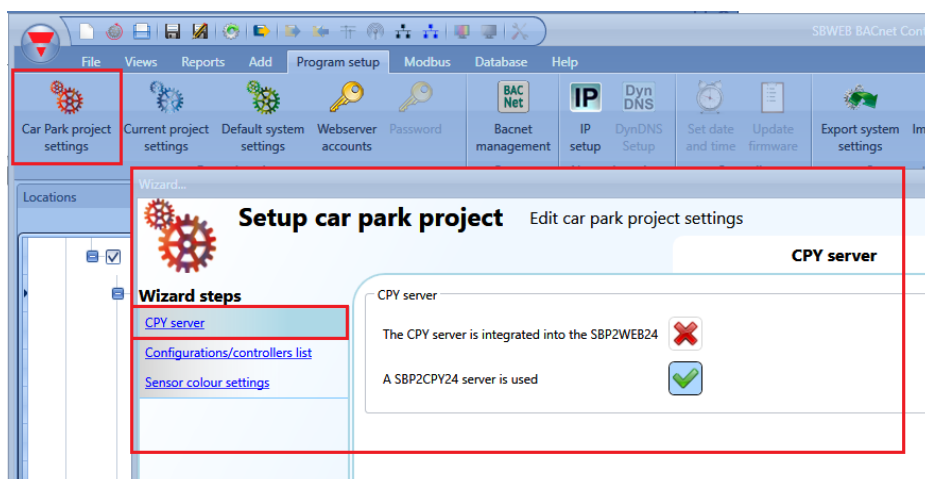 SBWEB BACnet Cont
File Views Reports Add Program setup Modbus Database Help
BAC Net IP Dyn DNS
Car Park project settings
Current project settings
Default system settings
Webserver accounts
Password
Bacnet management
IP setup
DynDNS Setup
Set date and time
Update firmware
Export system settings
Im
Locations
Wizard...
Setup car park project Edit car park project settings
CPY server
Wizard steps
CPY server
Configurations/controllers list
Sensor colour settings
CPY server
The CPY server is integrated into the SBP2WEB24
A SBP2CPY24 server is used